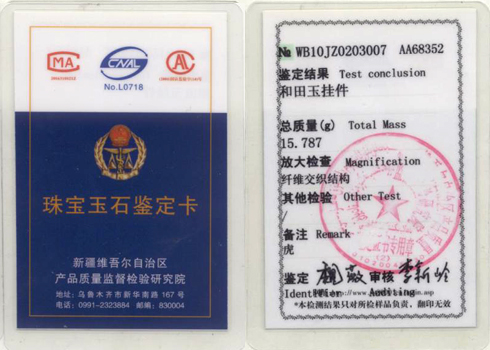 MA
CNAL
AL
No.L0718
珠宝玉石鉴定卡
新疆维吾尔自治区
产品质量监督检验研究院
地址：乌鲁木齐市新华南路 167 号
电话：0991-2323884 邮编：830004
№ WB10JZ0203007 AA68352
鉴定结果 Test conclusion
和田玉挂件
总质量(g) Total Mass
15.787
放大检查 Magnification
纤维交织结构
其他检验 Other Test
/
备注 Remark
虎
鉴定 审核
Identifier Auditing
*本检测结果只对所检样品负责，翻印无效